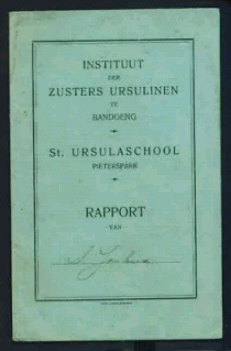 INSTITUUT
DER
ZUSTERS URSULINEN
TE
BANDOENG
St. URSULASCHOOL
PIETERSPARK
RAPPORT
VAN